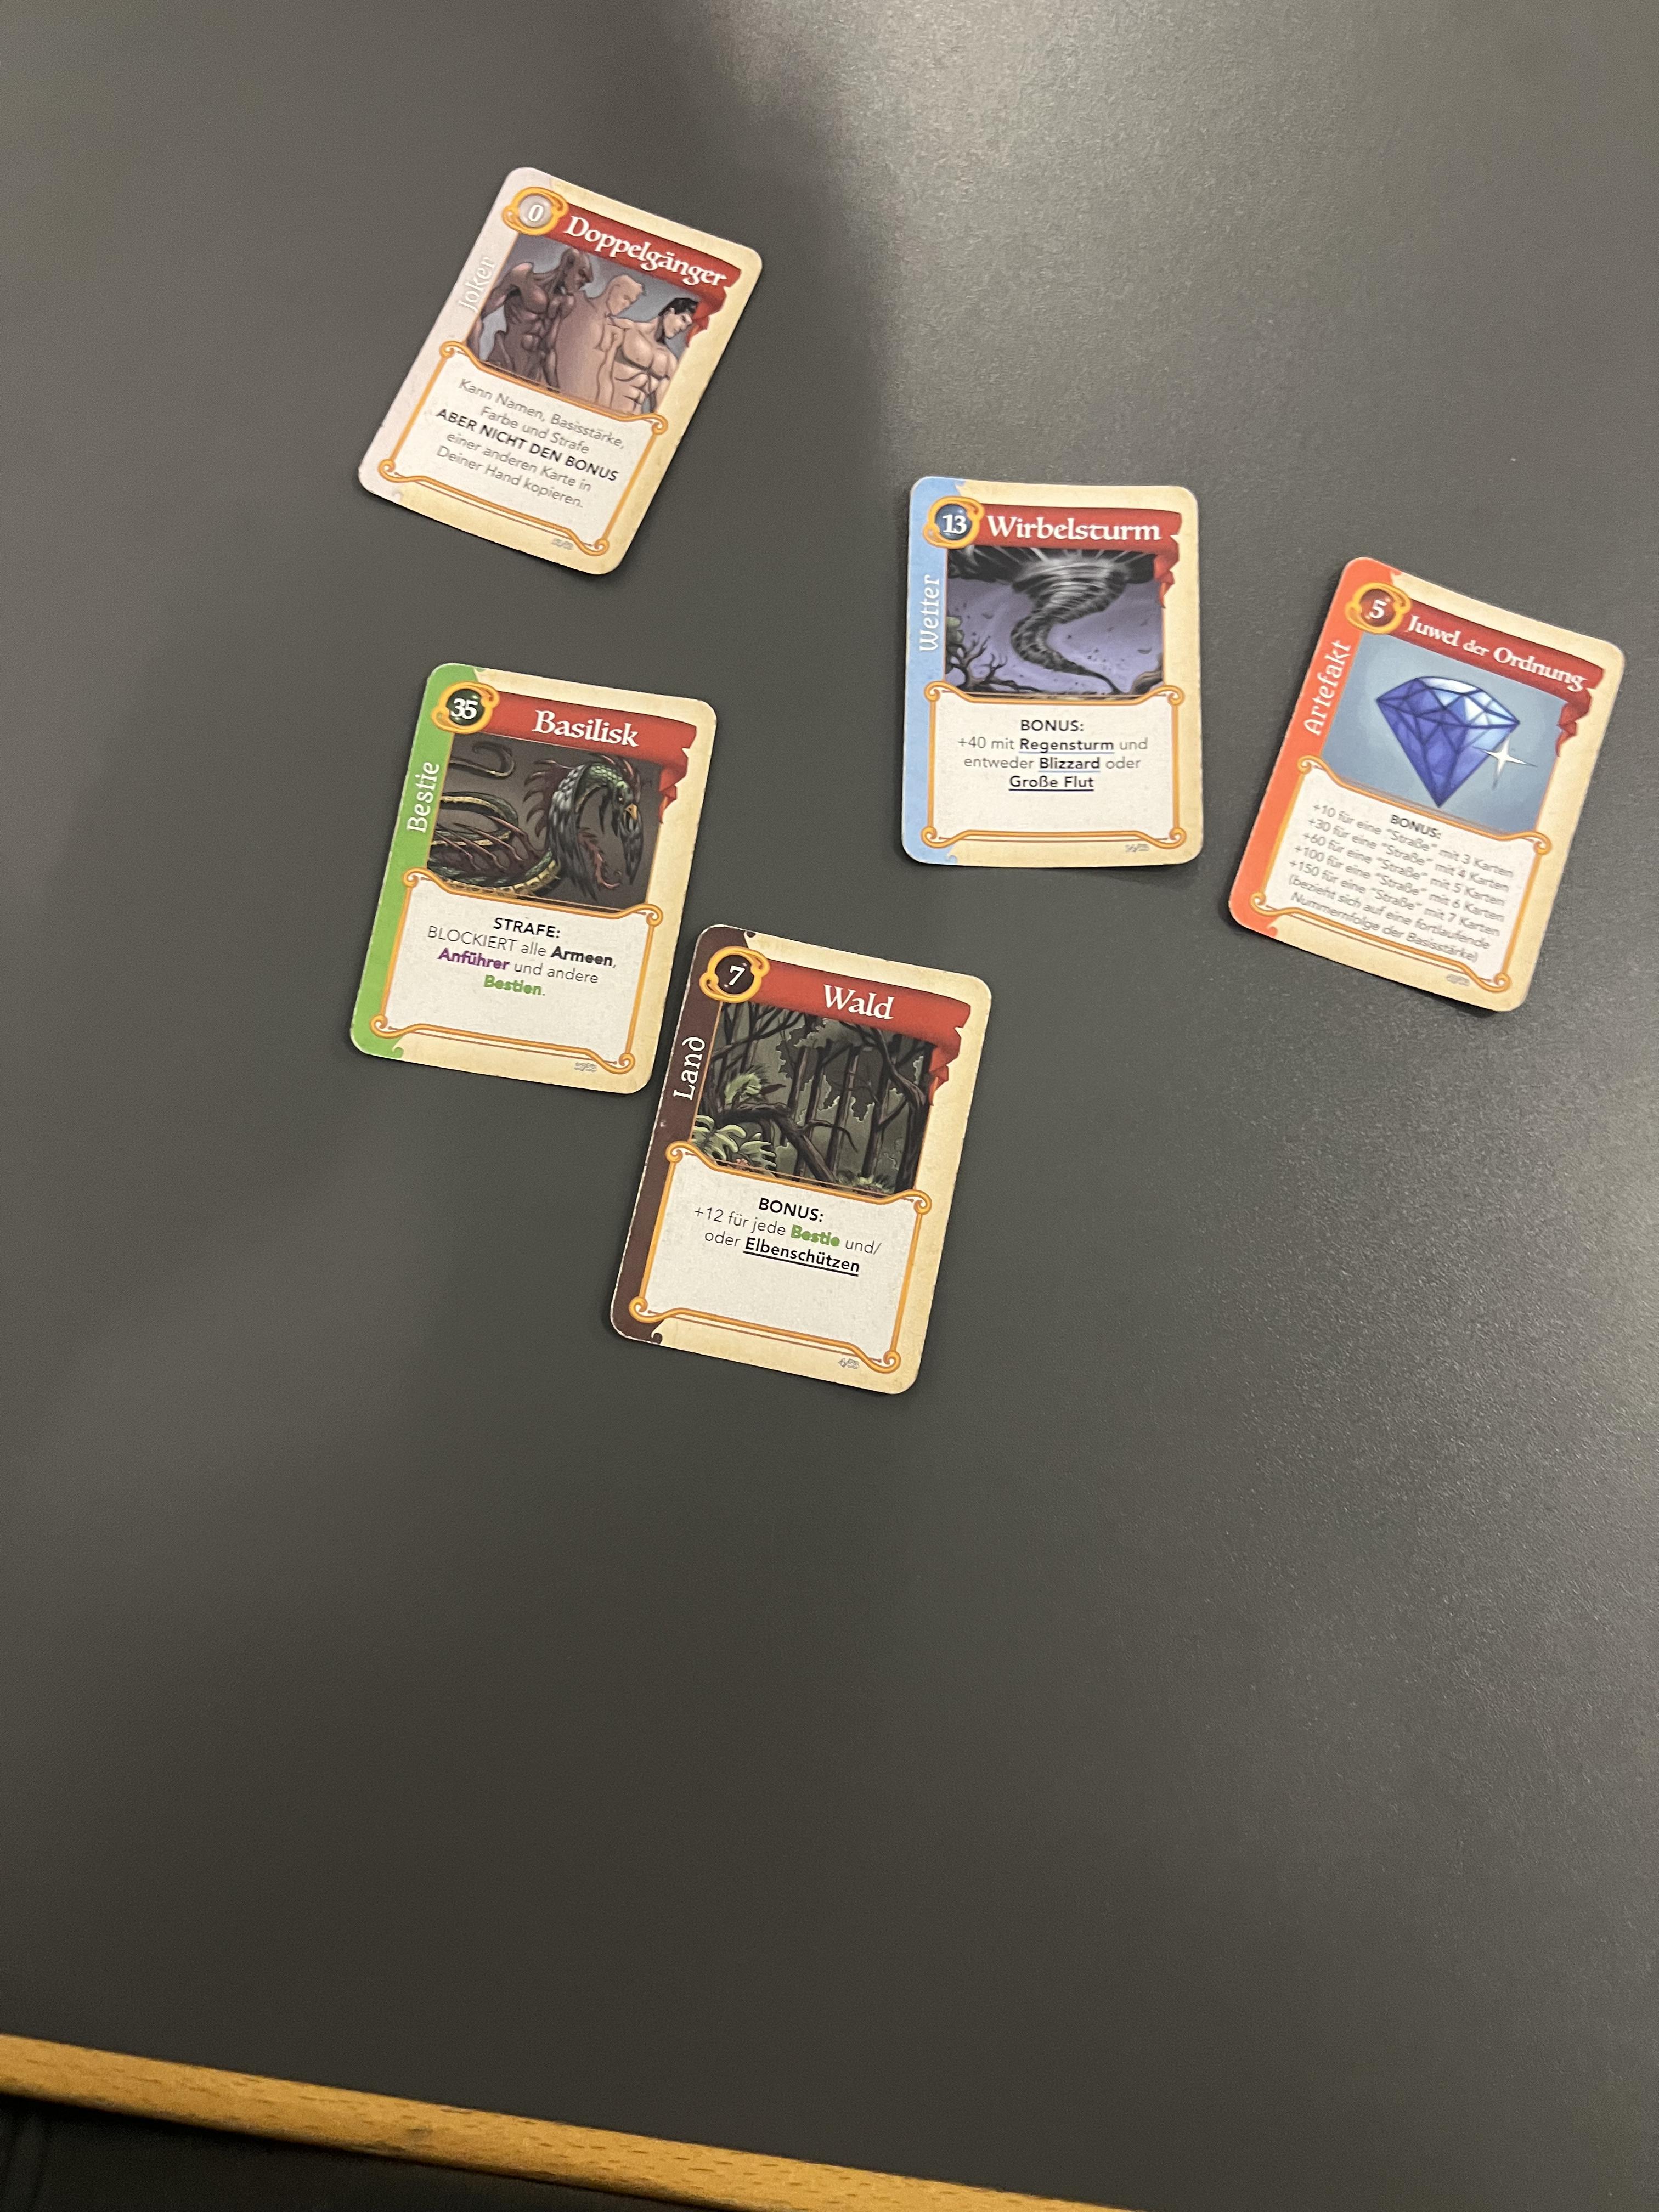 0
Doppelgänger
Joker
Kann Namen, Basisstärke,
Farbe und Strafe
ABER NICHT DEN BONUS
einer anderen Karte in
Deiner Hand kopieren.
13
Wirbelsturm
Wetter
BONUS:
+40 mit Regensturm und
entweder Blizzard oder
Große Flut
5
Juwel der Ordnung
Artefakt
BONUS:
+10 für eine "Straße" mit 3 Karten
+30 für eine "Straße" mit 4 Karten
+60 für eine "Straße" mit 5 Karten
+100 für eine "Straße" mit 6 Karten
+150 für eine "Straße" mit 7 Karten
(bezieht sich auf eine fortlaufende
Nummernfolge der Basisstärke)
35
Basilisk
Bestie
STRAFE:
BLOCKIERT alle Armeen,
Anführer und andere
Bestien.
7
Wald
Land
BONUS:
+12 für jede Bestie und/
oder Elbenschützen